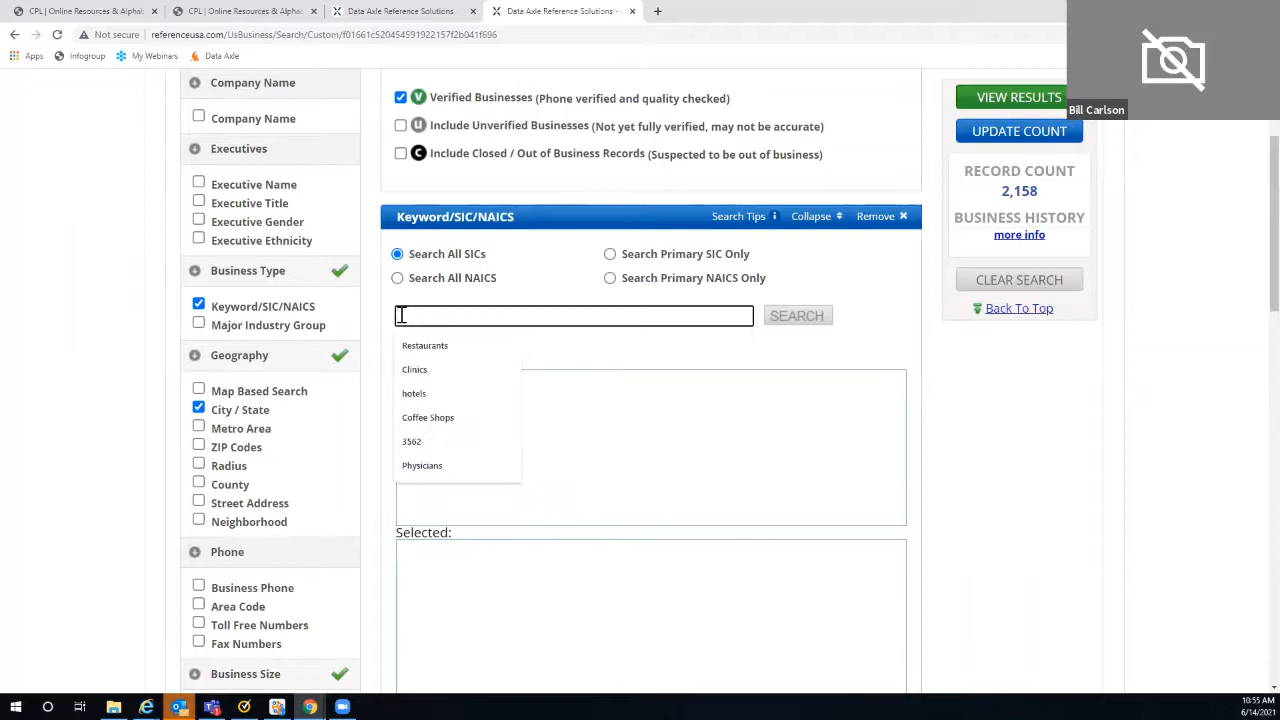 CPL | Online Resources & Alphab
CPL | Online Resources & Alphab
Data Axle Reference Solutions
Data Axle Reference Solutions -
Not secure | referenceusa.com/UsBusiness/Search/Custom/f01661c520454591922157f2b041f696
Apps
Infogroup
My Webinars
Data Axle
Bill Carlson
Company Name
Company Name
Executives
Executive Name
Executive Title
Executive Gender
Executive Ethnicity
Business Type
Keyword/SIC/NAICS
Major Industry Group
Geography
Map Based Search
City / State
Metro Area
ZIP Codes
Radius
County
Street Address
Neighborhood
Phone
Business Phone
Area Code
Toll Free Numbers
Fax Numbers
Business Size
V Verified Businesses (Phone verified and quality checked)
u Include Unverified Businesses (Not yet fully verified, may not be accurate)
C Include Closed / Out of Business Records (Suspected to be out of business)
Keyword/SIC/NAICS Search Tips i Collapse Remove
Search All SICs Search Primary SIC Only
Search All NAICS Search Primary NAICS Only
SEARCH
Restaurants
Clinics
hotels
Coffee Shops
3562
Physicians
Selected:
VIEW RESULTS
UPDATE COUNT
RECORD COUNT
2,158
BUSINESS HISTORY
more info
CLEAR SEARCH
Back To Top
10:55 AM
6/14/2021